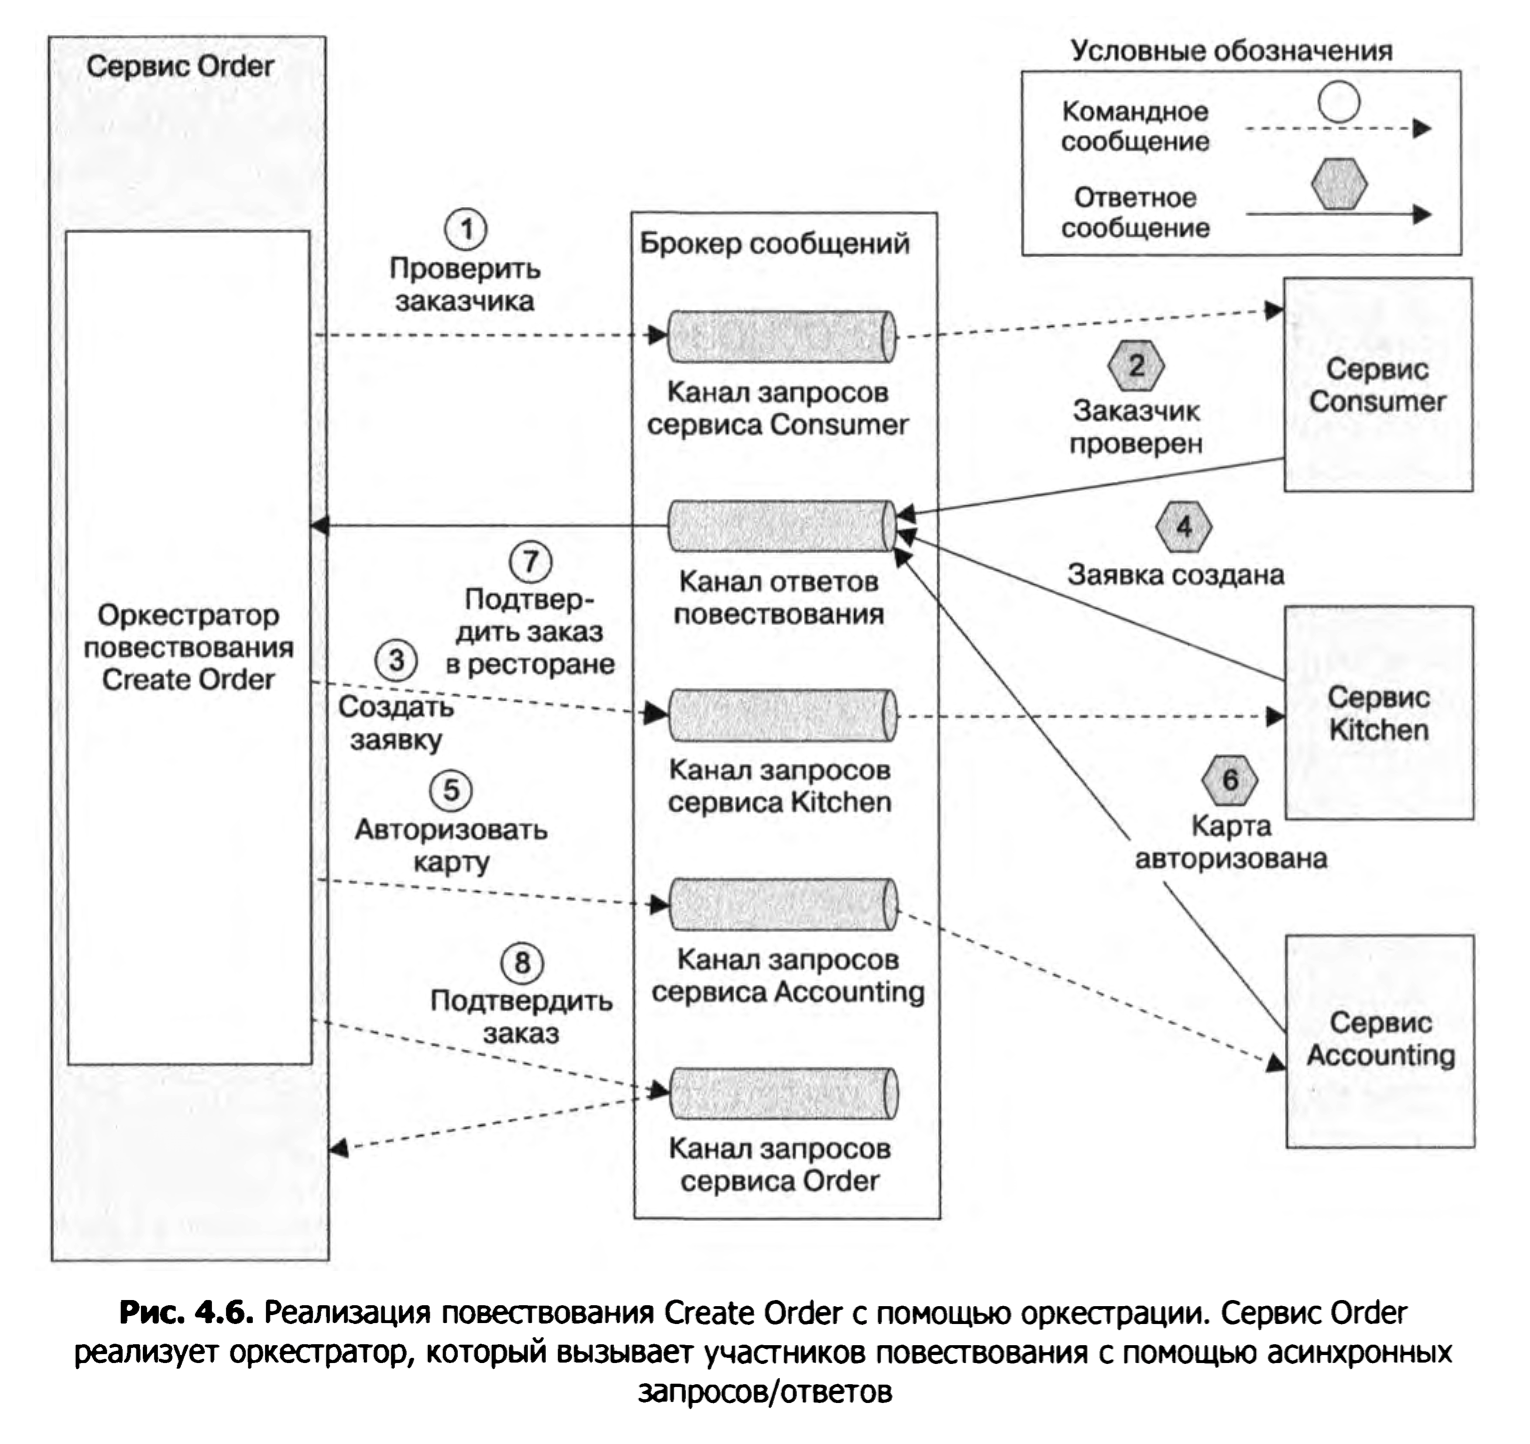 Сервис Order
Условные обозначения
Командное
сообщение
Ответное
сообщение
1
Проверить
заказчика
Брокер сообщений
Канал запросов
сервиса Consumer
2
Заказчик
проверен
Сервис
Consumer
4
Заявка создана
Канал ответов
повествования
7
Подтвер-
дить заказ
в ресторане
Оркестратор
повествования
Create Order
3
Создать
заявку
Сервис
Kitchen
Канал запросов
сервиса Kitchen
5
Авторизовать
карту
6
Карта
авторизована
Канал запросов
сервиса Accounting
8
Подтвердить
заказ
Сервис
Accounting
Канал запросов
сервиса Order
Рис. 4.6. Реализация повествования Create Order с помощью оркестрации. Сервис Order
реализует оркестратор, который вызывает участников повествования с помощью асинхронных
запросов/ответов